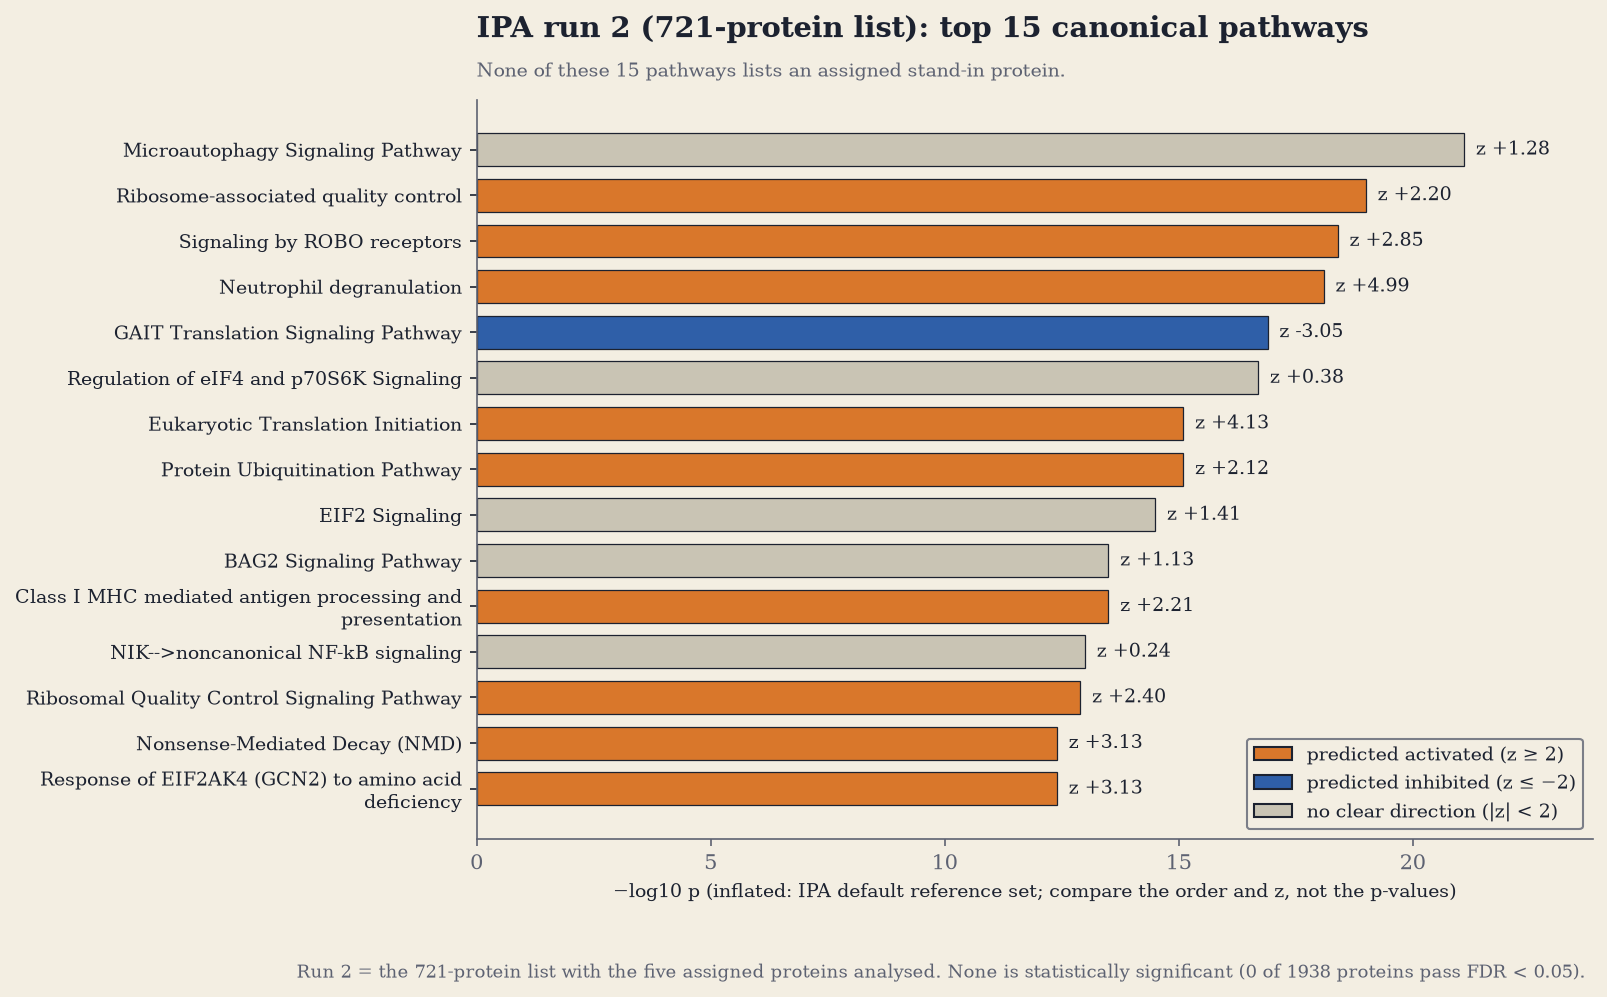 IPA run 2 (721-protein list): top 15 canonical pathways
None of these 15 pathways lists an assigned stand-in protein.
Microautophagy Signaling Pathway
z +1.28
Ribosome-associated quality control
z +2.20
Signaling by ROBO receptors
z +2.85
Neutrophil degranulation
z +4.99
GAIT Translation Signaling Pathway
z -3.05
Regulation of eIF4 and p70S6K Signaling
z +0.38
Eukaryotic Translation Initiation
z +4.13
Protein Ubiquitination Pathway
z +2.12
EIF2 Signaling
z +1.41
BAG2 Signaling Pathway
z +1.13
Class I MHC mediated antigen processing and
presentation
z +2.21
NIK-->noncanonical NF-kB signaling
z +0.24
Ribosomal Quality Control Signaling Pathway
z +2.40
Nonsense-Mediated Decay (NMD)
z +3.13
Response of EIF2AK4 (GCN2) to amino acid
deficiency
z +3.13
predicted activated (z ≥ 2)
predicted inhibited (z ≤ −2)
no clear direction (|z| < 2)
0 5 10 15 20
−log10 p (inflated: IPA default reference set; compare the order and z, not the p-values)
Run 2 = the 721-protein list with the five assigned proteins analysed. None is statistically significant (0 of 1938 proteins pass FDR < 0.05).